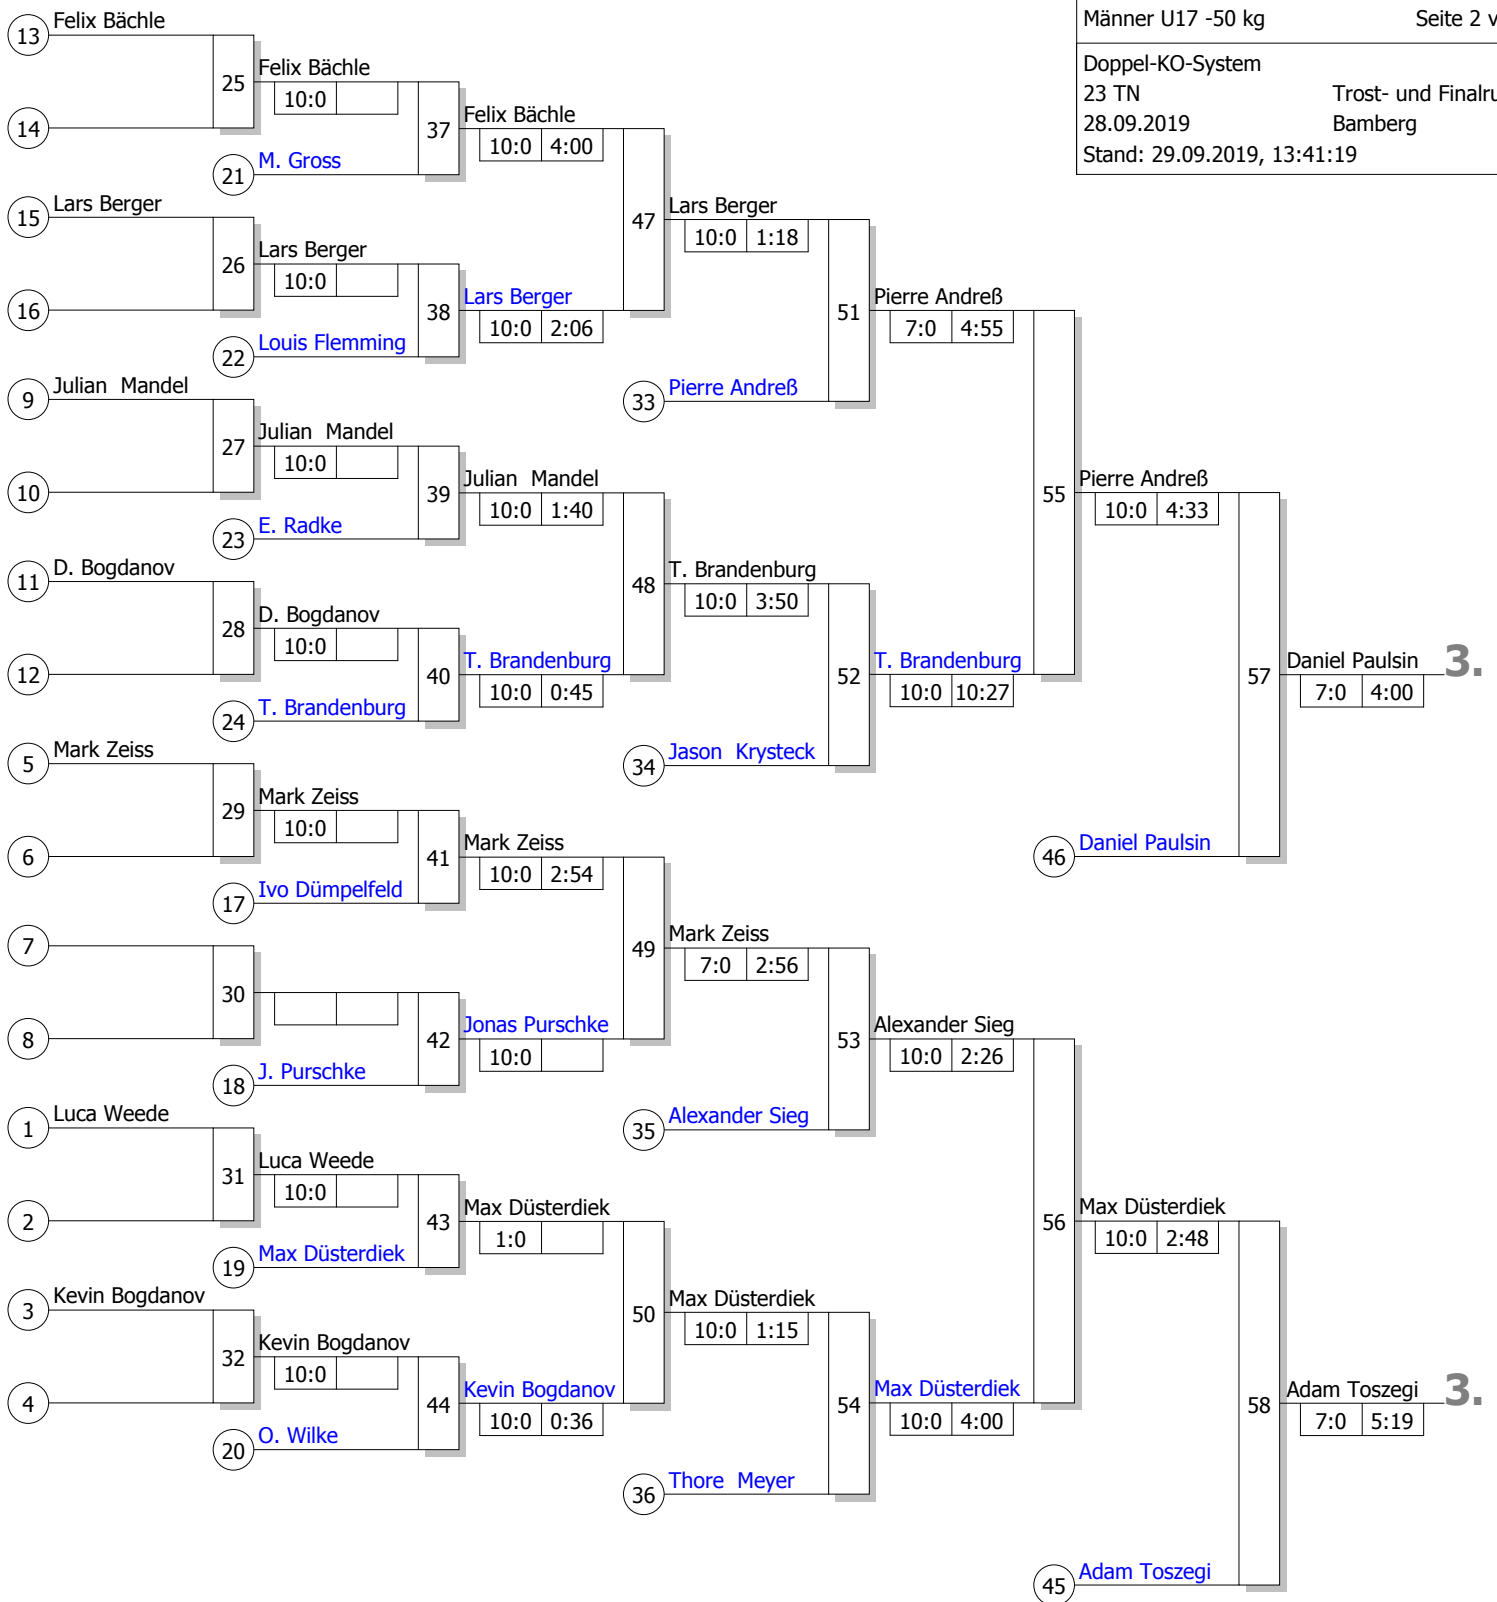 Männer U17 -50 kg Seite 2 v
Doppel-KO-System
23 TN Trost- und Finalru
28.09.2019 Bamberg
Stand: 29.09.2019, 13:41:19
13 Felix Bächle
25 Felix Bächle
10:0
14
37 Felix Bächle
10:0 4:00
21 M. Gross
15 Lars Berger
47 Lars Berger
10:0 1:18
26 Lars Berger
10:0
16
38 Lars Berger
10:0 2:06
22 Louis Flemming
51 Pierre Andreß
7:0 4:55
9 Julian Mandel
33 Pierre Andreß
27 Julian Mandel
10:0
10
39 Julian Mandel
10:0 1:40
55 Pierre Andreß
10:0 4:33
23 E. Radke
11 D. Bogdanov
48 T. Brandenburg
10:0 3:50
28 D. Bogdanov
10:0
12
40 T. Brandenburg
10:0 0:45
52 T. Brandenburg
10:0 10:27
57 Daniel Paulsin 3.
7:0 4:00
24 T. Brandenburg
5 Mark Zeiss
34 Jason Krysteck
29 Mark Zeiss
10:0
6
41 Mark Zeiss
10:0 2:54
46 Daniel Paulsin
17 Ivo Dümpelfeld
7
49 Mark Zeiss
7:0 2:56
30
8
42 Jonas Purschke
10:0
53 Alexander Sieg
10:0 2:26
18 J. Purschke
1 Luca Weede
35 Alexander Sieg
31 Luca Weede
10:0
2
43 Max Düsterdiek
1:0
56 Max Düsterdiek
10:0 2:48
19 Max Düsterdiek
3 Kevin Bogdanov
50 Max Düsterdiek
10:0 1:15
32 Kevin Bogdanov
10:0
4
44 Kevin Bogdanov
10:0 0:36
54 Max Düsterdiek
10:0 4:00
58 Adam Toszegi 3.
7:0 5:19
20 O. Wilke
36 Thore Meyer
45 Adam Toszegi